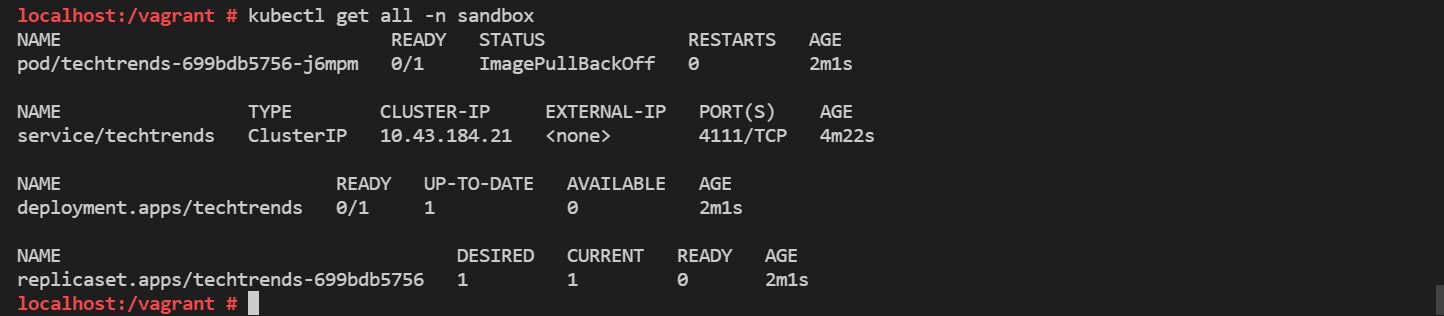 localhost:/vagrant # kubectl get all -n sandbox
NAME READY STATUS RESTARTS AGE
pod/techtrends-699bdb5756-j6mpm 0/1 ImagePullBackOff 0 2m1s
NAME TYPE CLUSTER-IP EXTERNAL-IP PORT(S) AGE
service/techtrends ClusterIP 10.43.184.21 <none> 4111/TCP 4m22s
NAME READY UP-TO-DATE AVAILABLE AGE
deployment.apps/techtrends 0/1 1 0 2m1s
NAME DESIRED CURRENT READY AGE
replicaset.apps/techtrends-699bdb5756 1 1 0 2m1s
localhost:/vagrant #